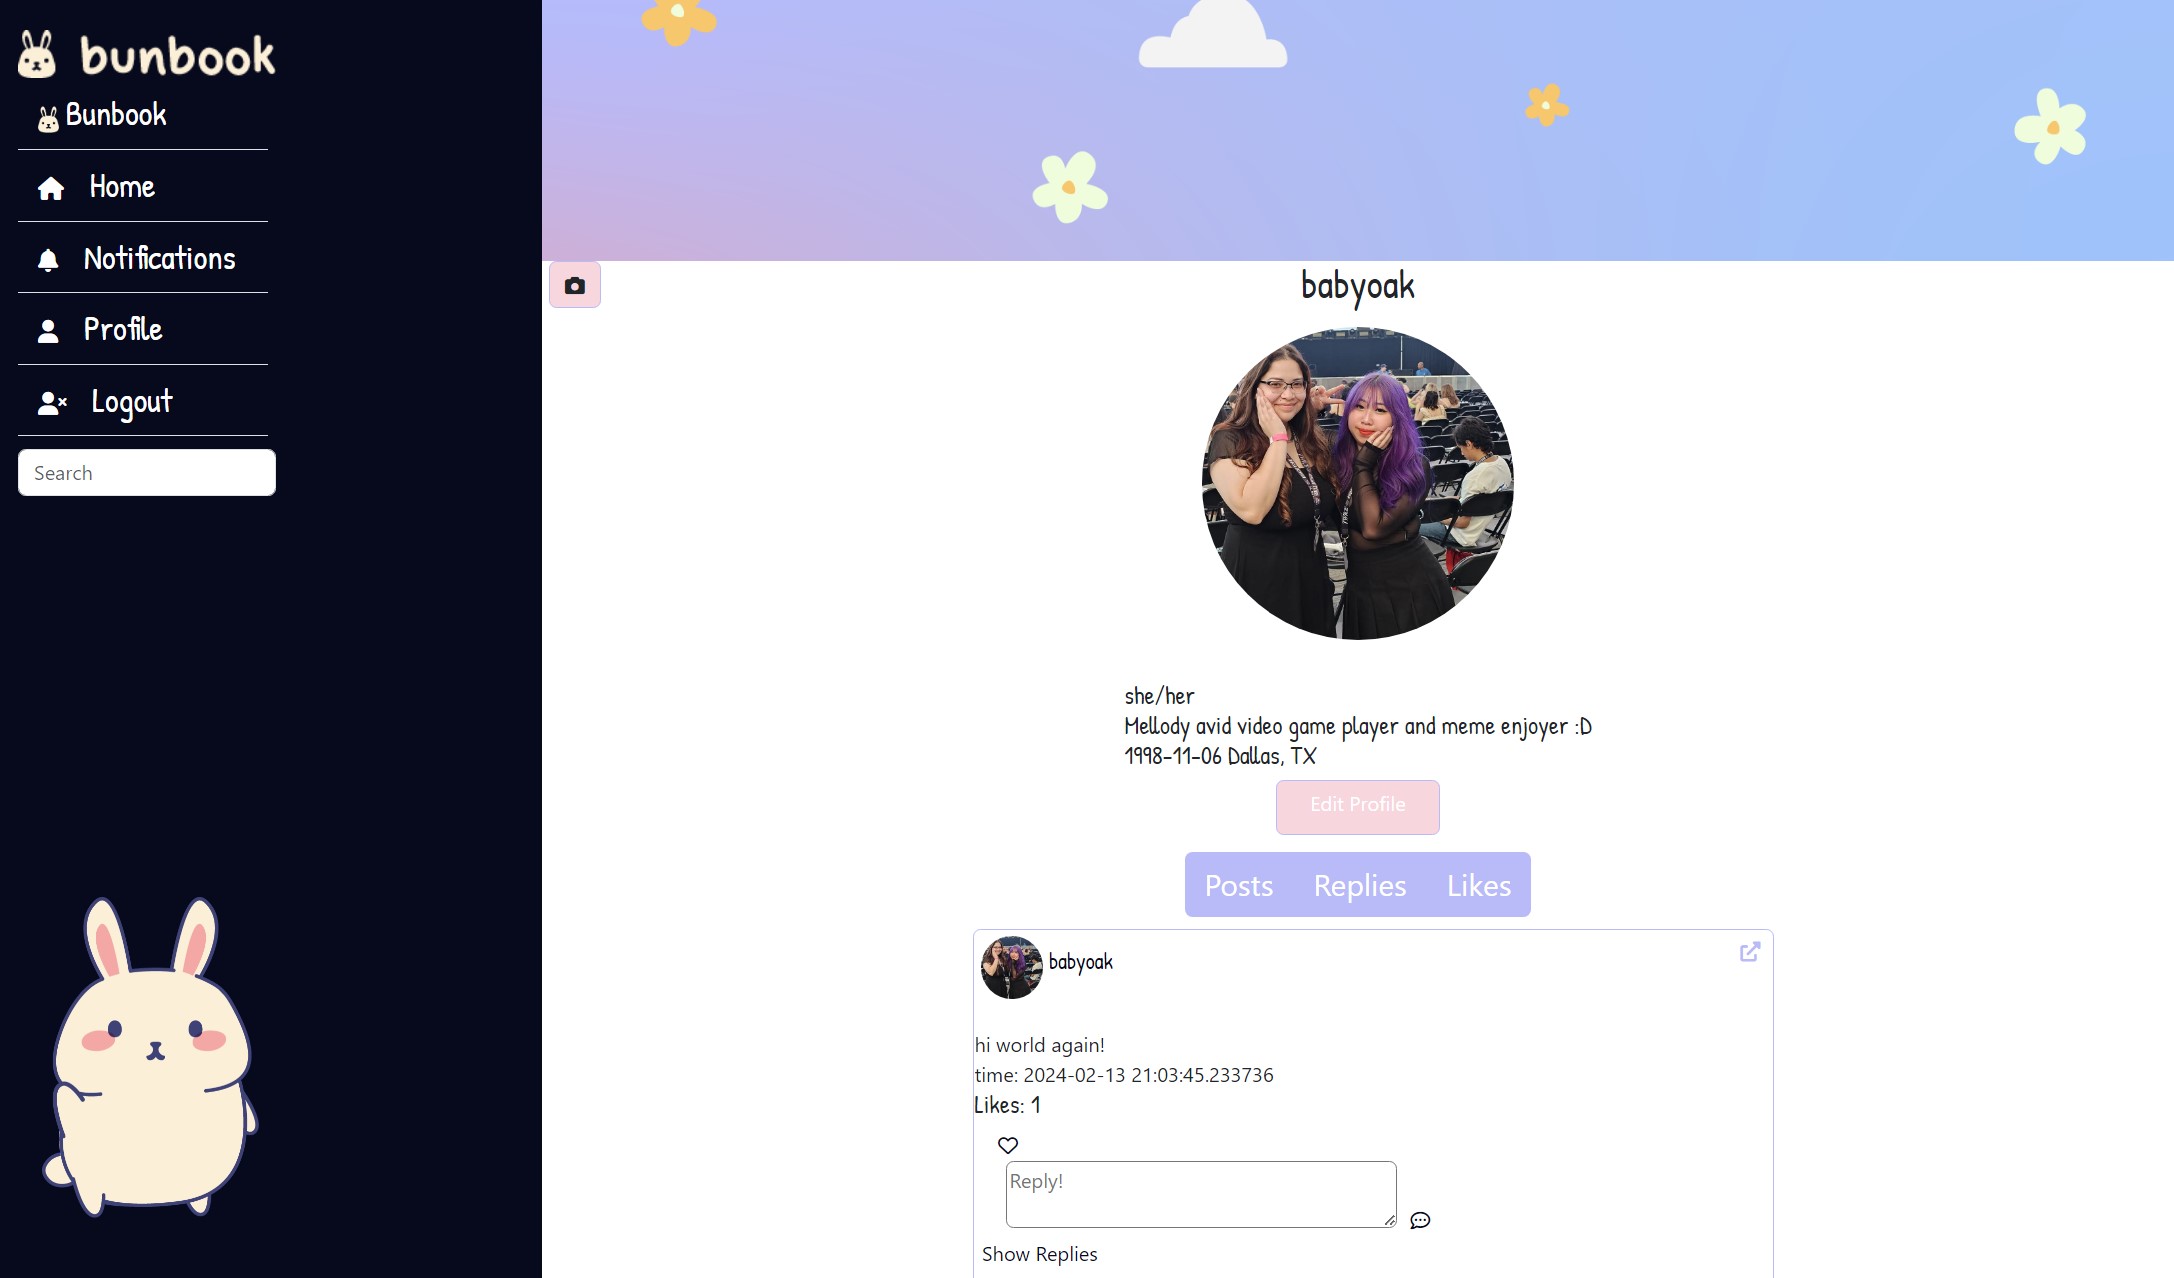 bunbook
Bunbook
Home
Notifications
Profile
Logout
Search
babyoak
she/her
Mellody avid video game player and meme enjoyer :D
1998-11-06 Dallas, TX
Edit Profile
Posts Replies Likes
babyoak
hi world again!
time: 2024-02-13 21:03:45.233736
Likes: 1
Reply!
Show Replies